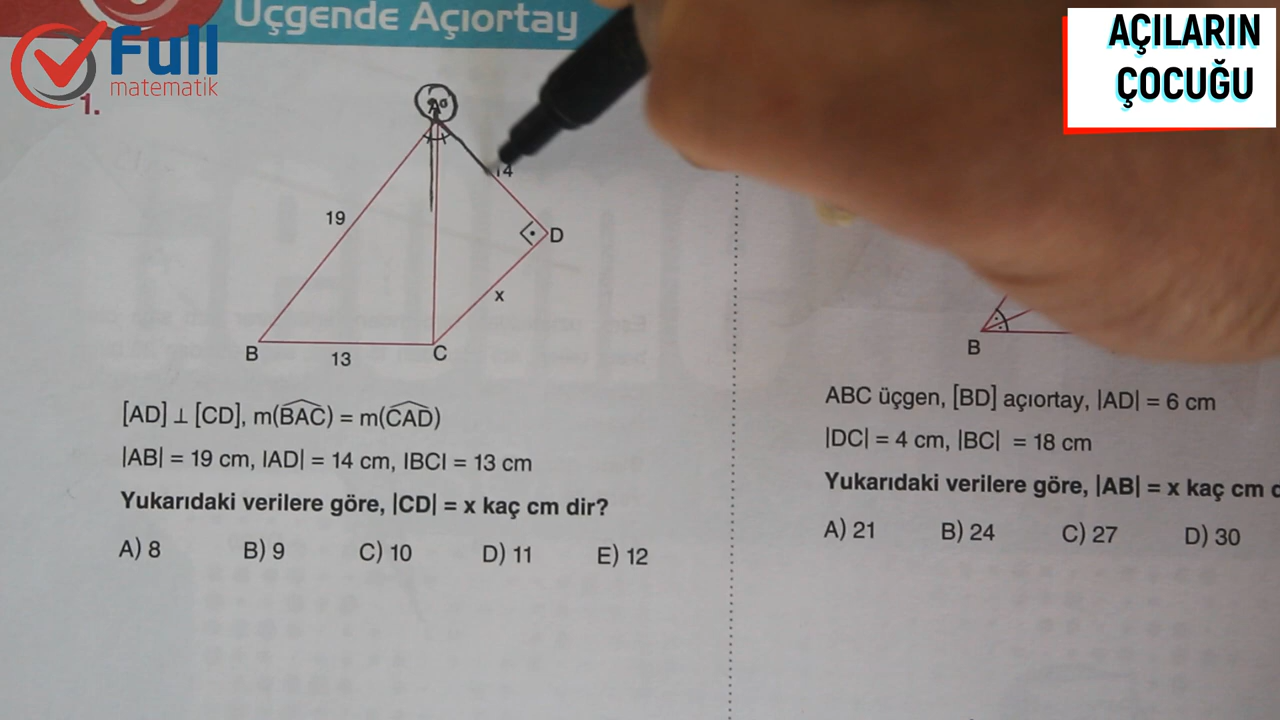 Üçgende Açıortay
Full
matematik
AÇILARIN
ÇOCUĞU
1.
A
14
19
D
x
B
13
C
[AD] ⊥ [CD], m(BAC) = m(CAD)
|AB| = 19 cm, |AD| = 14 cm, |BC| = 13 cm
Yukarıdaki verilere göre, |CD| = x kaç cm dir?
A) 8 B) 9 C) 10 D) 11 E) 12
B
ABC üçgen, [BD] açıortay, |AD| = 6 cm
|DC| = 4 cm, |BC| = 18 cm
Yukarıdaki verilere göre, |AB| = x kaç cm
A) 21 B) 24 C) 27 D) 30